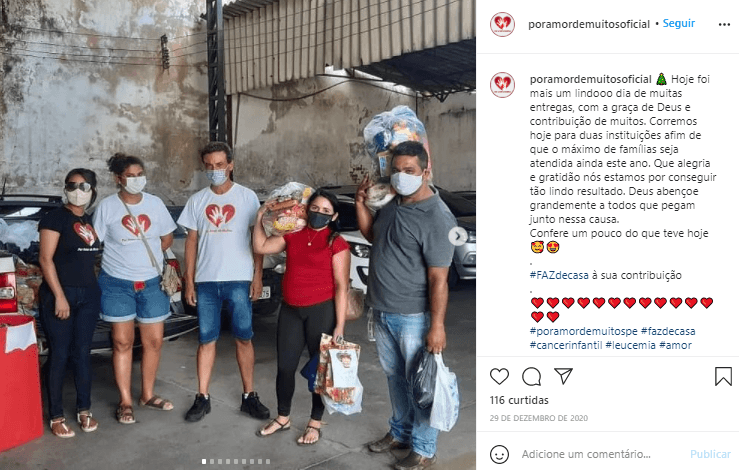 poramordemuitosoficial • Seguir
poramordemuitosoficial 🎄 Hoje foi
mais um lindooo dia de muitas
entregas, com a graça de Deus e
contribuição de muitos. Corremos
hoje para duas instituições afim de
que o máximo de famílias seja
atendida ainda este ano. Que alegria
e gratidão nós estamos por conseguir
tão lindo resultado. Deus abençoe
grandemente a todos que pegam
junto nessa causa.
Confere um pouco do que teve hoje
🥰🤩
.
#FAZdecasa à sua contribuição
.
❤️❤️❤️❤️❤️❤️❤️❤️❤️❤️❤️❤️
❤️❤️
#poramordemuitospe #fazdecasa
#cancerinfantil #leucemia #amor
116 curtidas
29 DE DEZEMBRO DE 2020
Adicione um comentário...
Publicar